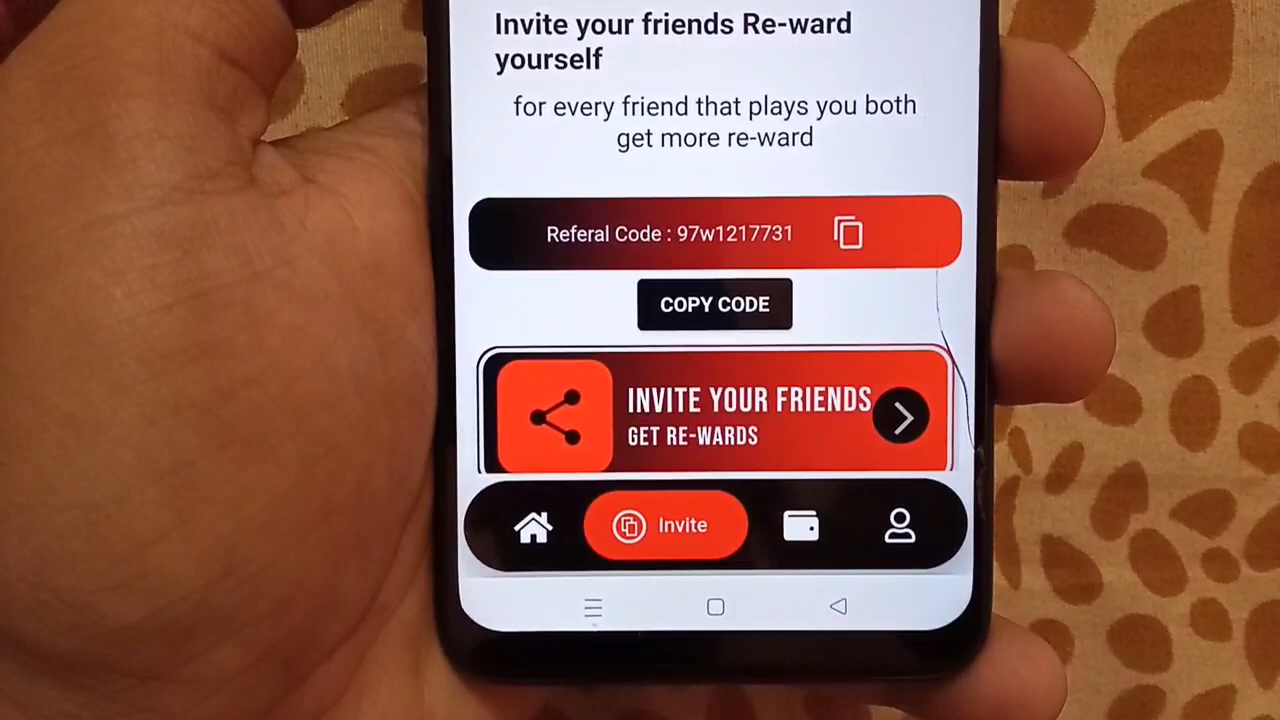 Invite your friends Re-ward
yourself
for every friend that plays you both
get more re-ward
Referal Code : 97w1217731
COPY CODE
INVITE YOUR FRIENDS
GET RE-WARDS
Invite